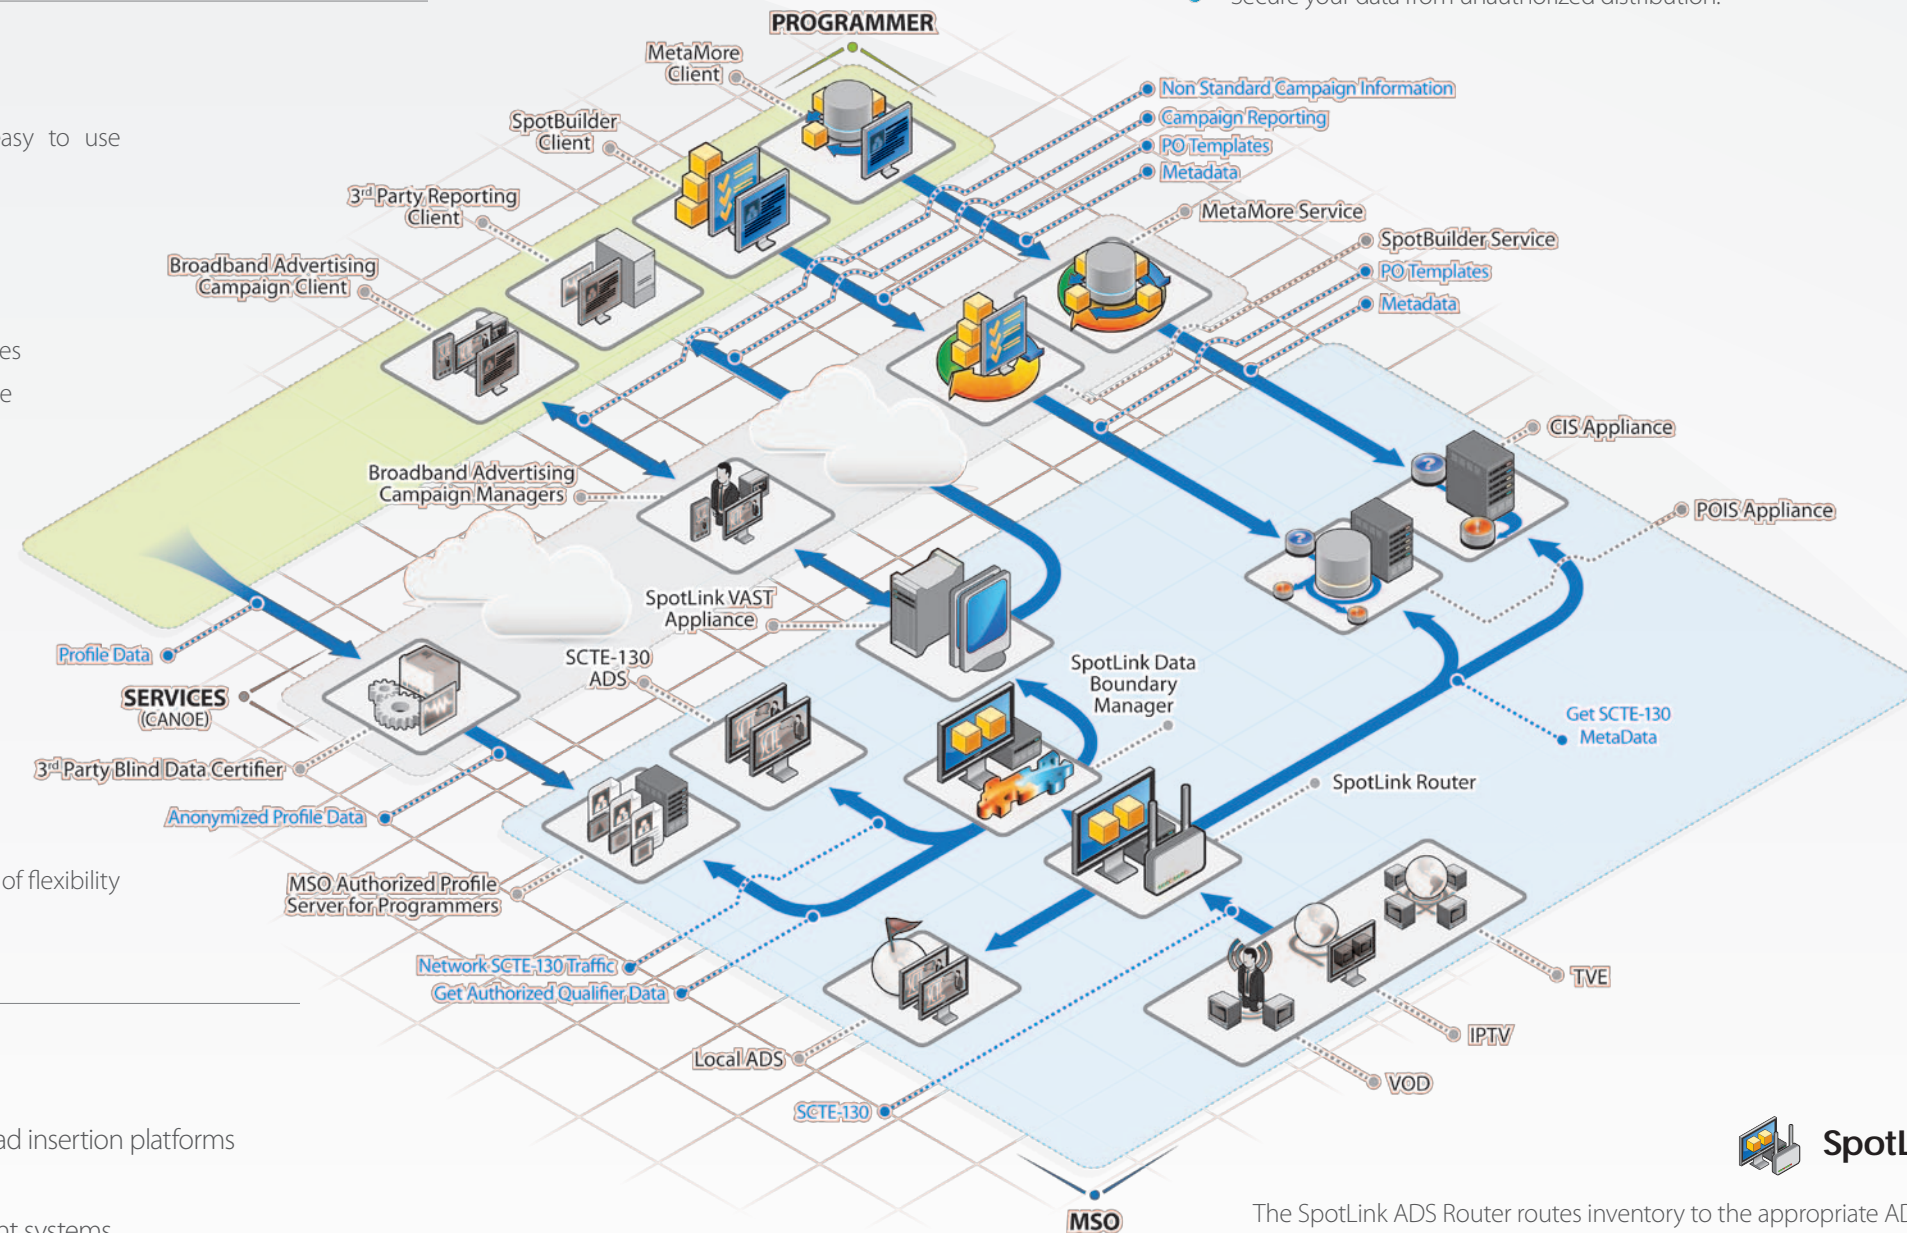 Secure your data from unauthorized distribution.
PROGRAMMER
MetaMore
Client
Non Standard Campaign Information
Campaign Reporting
PO Templates
Metadata
SpotBuilder
Client
easy to use
3rd Party Reporting
Client
MetaMore Service
SpotBuilder Service
PO Templates
Metadata
Broadband Advertising
Campaign Client
CIS Appliance
POIS Appliance
Broadband Advertising
Campaign Managers
SpotLink VAST
Appliance
Profile Data
SERVICES
(CANOE)
SCTE-130
ADS
SpotLink Data
Boundary
Manager
Get SCTE-130
MetaData
3rd Party Blind Data Certifier
SpotLink Router
Anonymized Profile Data
of flexibility
MSO Authorized Profile
Server for Programmers
Network SCTE-130 Traffic
Get Authorized Qualifier Data
TVE
IPTV
VOD
Local ADS
SCTE-130
ad insertion platforms
MSO
The SpotLink ADS Router routes inventory to the appropriate
systems